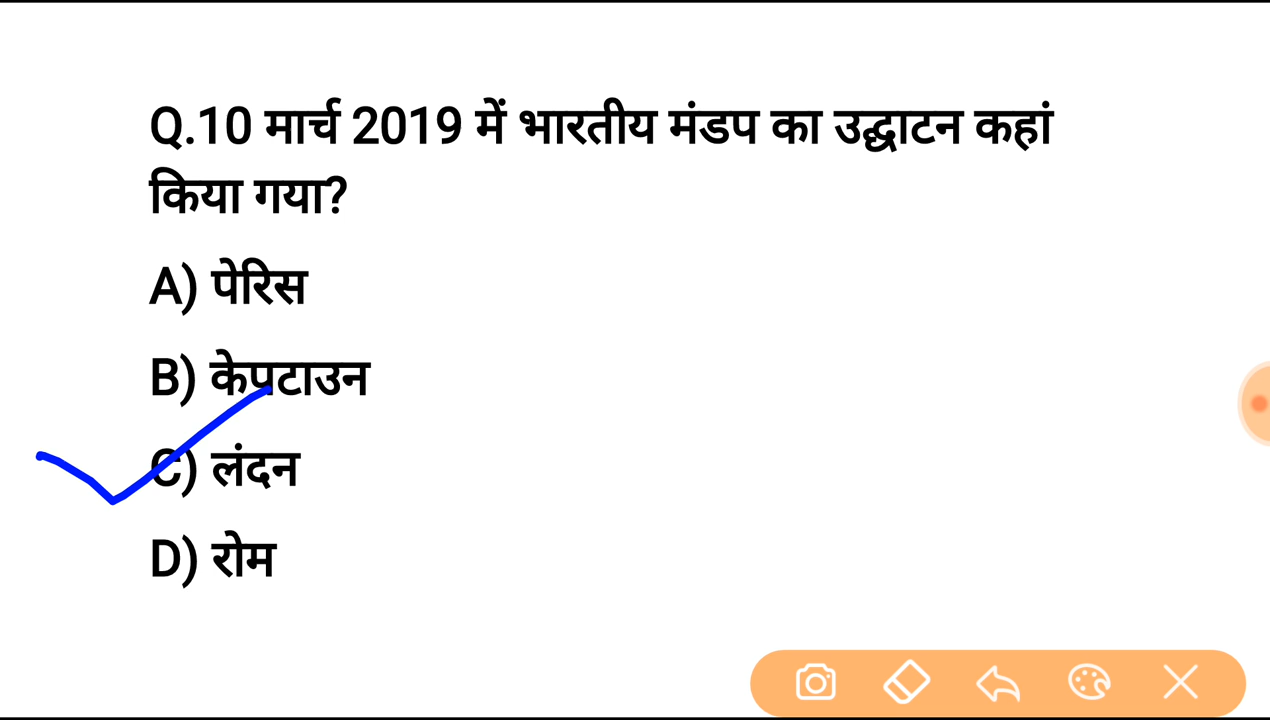 Q.10 मार्च 2019 में भारतीय मंडप का उद्घाटन कहां
किया गया?
A) पेरिस
B) केपटाउन
C) लंदन
D) रोम